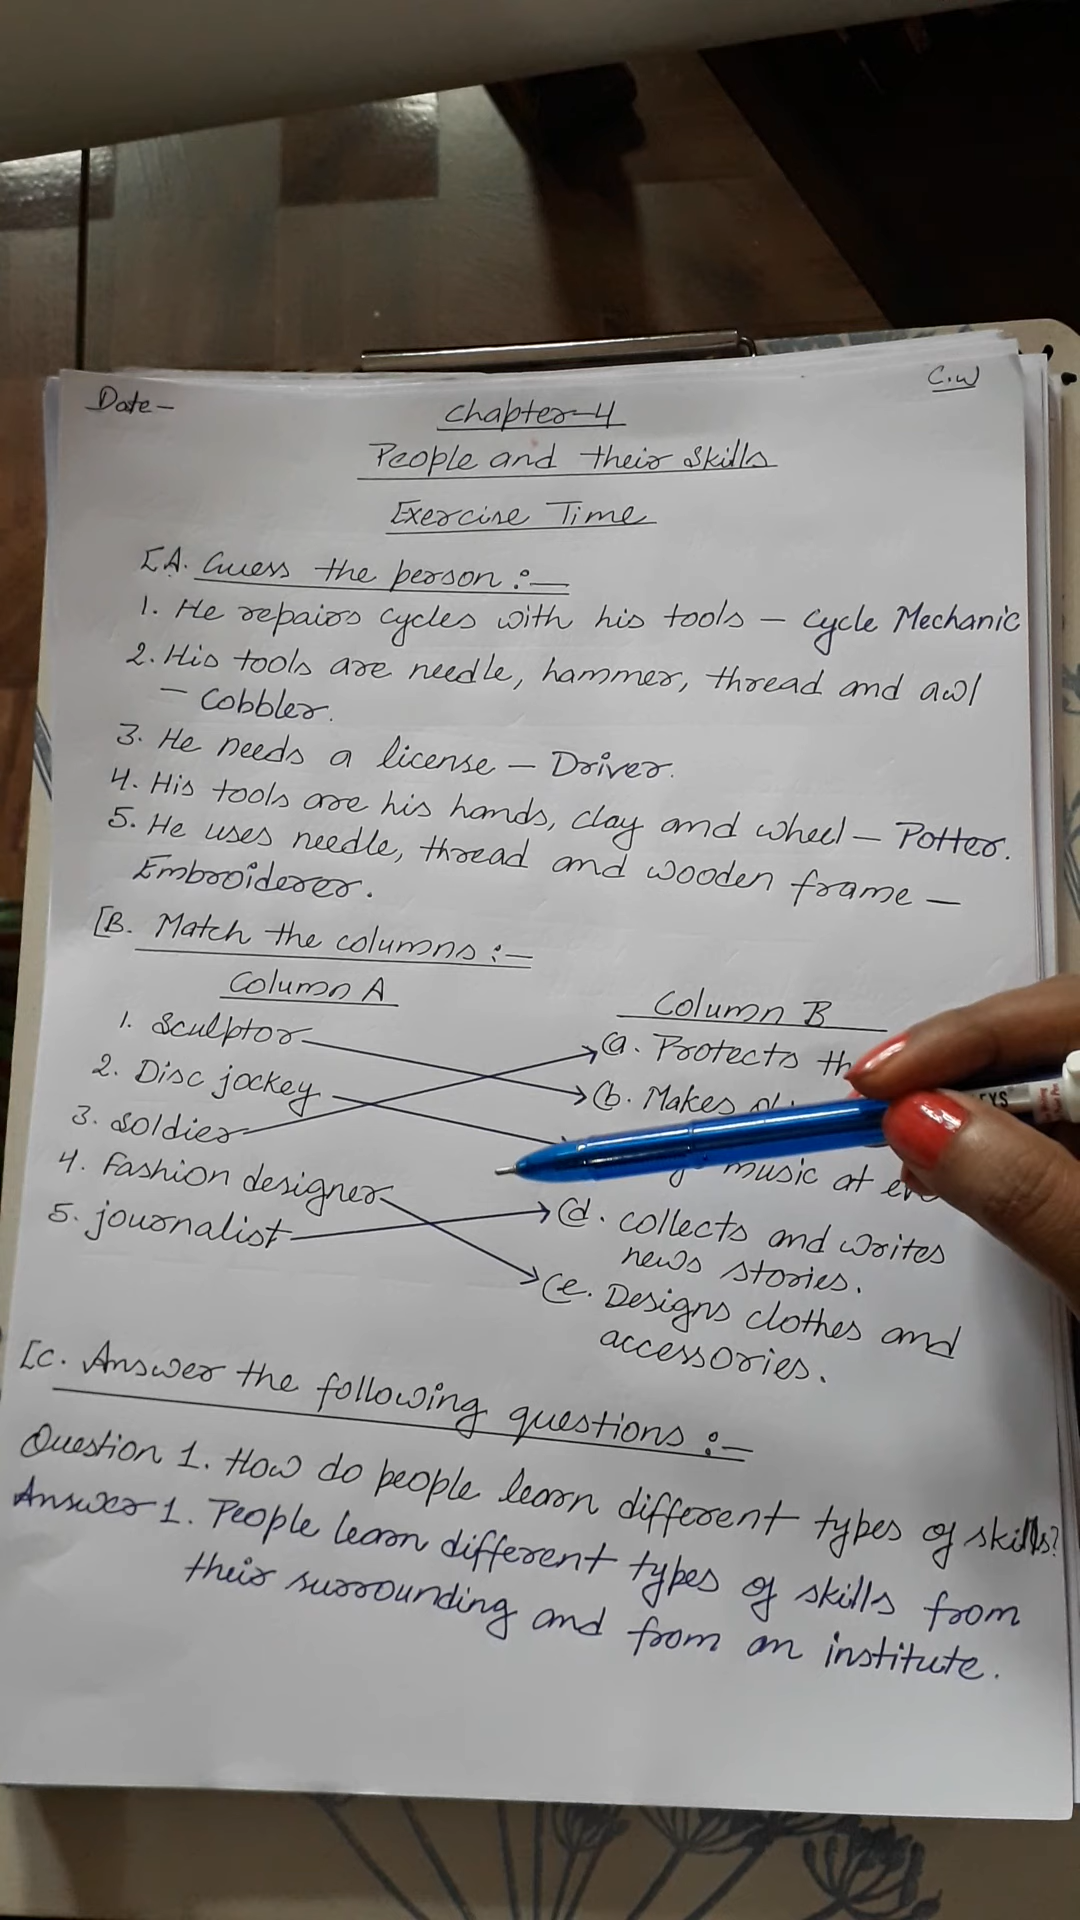 Date-
C.W
Chapter-4
People and their Skills
Exercise Time
[A. Guess the person :-
1. He repairs cycles with his tools - Cycle Mechanic
2. His tools are needle, hammer, thread and awl
- Cobbler.
3. He needs a license - Driver.
4. His tools are his hands, clay and wheel - Potter.
5. He uses needle, thread and wooden frame -
Embroiderer.
[B. Match the columns :-
Column A
Column B
1. Sculptor
(a. Protects
2. Disc jockey
(b. Makes
3. Soldier
music at
4. Fashion designer
(d. collects and writes
news stories.
5. journalist
(e. Designs clothes and
accessories.
[C. Answer the following questions :-
Question 1. How do people learn different types of skills?
Answer 1. People learn different types of skills from
their surrounding and from an institute.